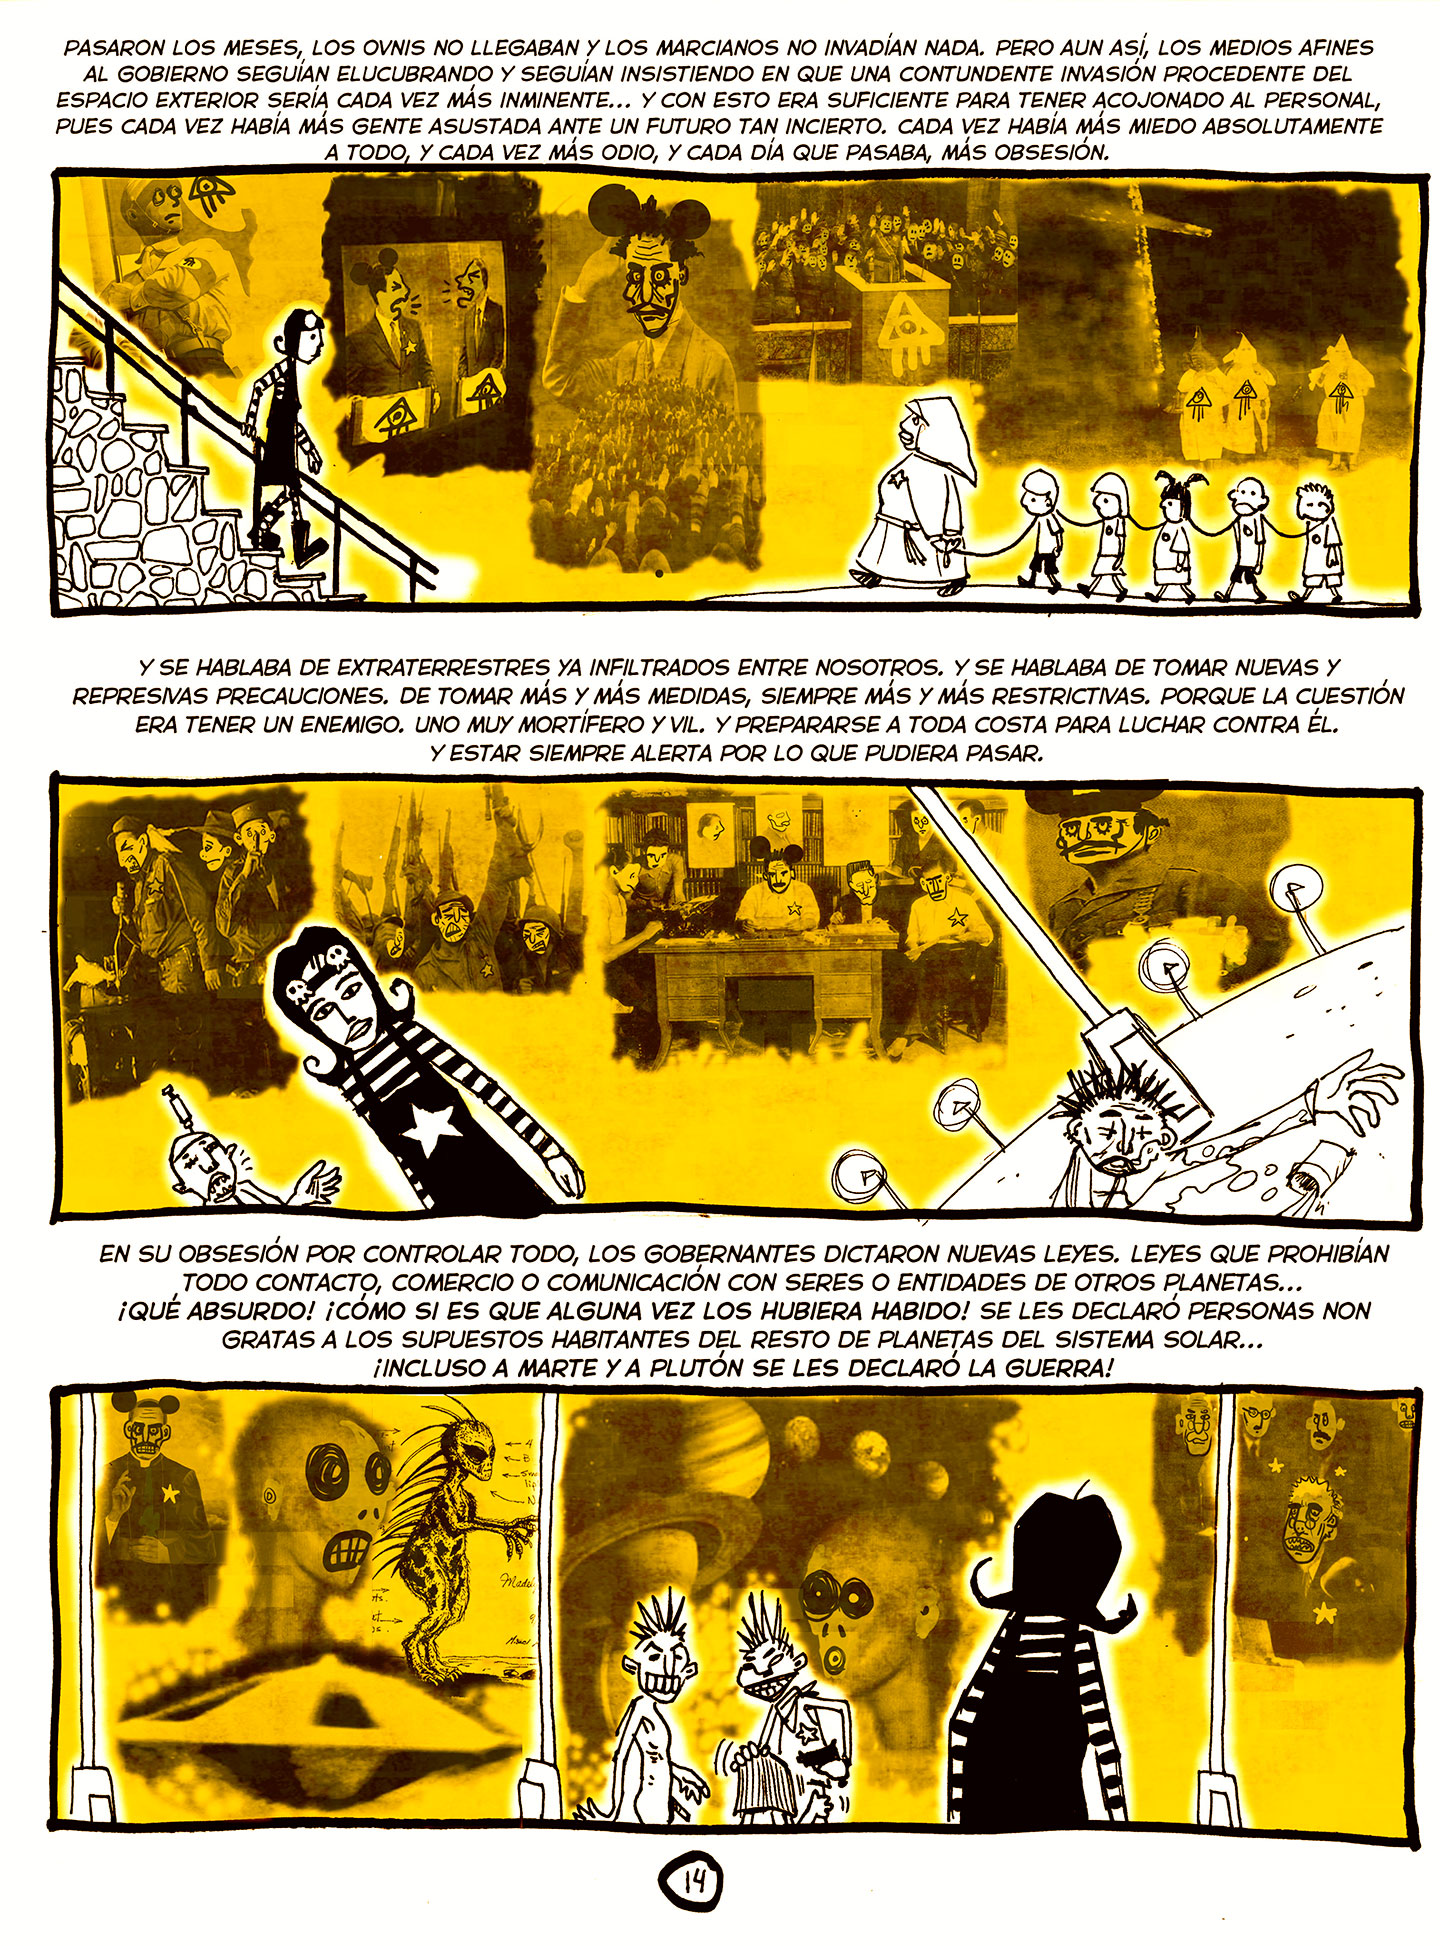 PASARON LOS MESES, LOS OVNIS NO LLEGABAN Y LOS MARCIANOS NO INVADÍAN NADA. PERO AUN ASÍ, LOS MEDIOS AFINES
AL GOBIERNO SEGUÍAN ELUCUBRANDO Y SEGUÍAN INSISTIENDO EN QUE UNA CONTUNDENTE INVASIÓN PROCEDENTE DEL
ESPACIO EXTERIOR SERÍA CADA VEZ MÁS INMINENTE... Y CON ESTO ERA SUFICIENTE PARA TENER ACOJONADO AL PERSONAL,
PUES CADA VEZ HABÍA MÁS GENTE ASUSTADA ANTE UN FUTURO TAN INCIERTO. CADA VEZ HABÍA MÁS MIEDO ABSOLUTAMENTE
A TODO, Y CADA VEZ MÁS ODIO, Y CADA DÍA QUE PASABA, MÁS OBSESIÓN.
Y SE HABLABA DE EXTRATERRESTRES YA INFILTRADOS ENTRE NOSOTROS. Y SE HABLABA DE TOMAR NUEVAS Y
REPRESIVAS PRECAUCIONES. DE TOMAR MÁS Y MÁS MEDIDAS, SIEMPRE MÁS Y MÁS RESTRICTIVAS. PORQUE LA CUESTIÓN
ERA TENER UN ENEMIGO. UNO MUY MORTÍFERO Y VIL. Y PREPARARSE A TODA COSTA PARA LUCHAR CONTRA ÉL.
Y ESTAR SIEMPRE ALERTA POR LO QUE PUDIERA PASAR.
EN SU OBSESIÓN POR CONTROLAR TODO, LOS GOBERNANTES DICTARON NUEVAS LEYES. LEYES QUE PROHIBÍAN
TODO CONTACTO, COMERCIO O COMUNICACIÓN CON SERES O ENTIDADES DE OTROS PLANETAS...
¡QUÉ ABSURDO! ¡CÓMO SI ES QUE ALGUNA VEZ LOS HUBIERA HABIDO! SE LES DECLARÓ PERSONAS NON
GRATAS A LOS SUPUESTOS HABITANTES DEL RESTO DE PLANETAS DEL SISTEMA SOLAR...
¡INCLUSO A MARTE Y A PLUTÓN SE LES DECLARÓ LA GUERRA!
4
B
N
14